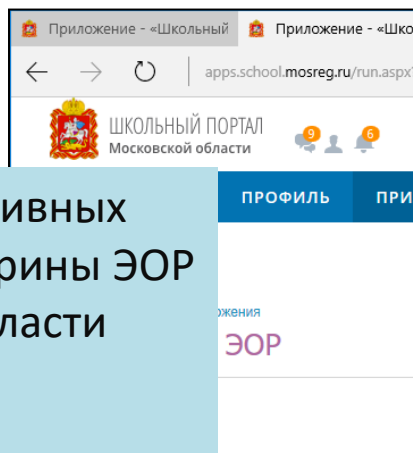 Приложение - «Школьный
Приложение - «Шко
apps.school.mosreg.ru/run.aspx?
ШКОЛЬНЫЙ ПОРТАЛ
Московской области
9
6
ПРОФИЛЬ ПРИ
ивных
рины ЭОР
ласти
ожения
ЭОР